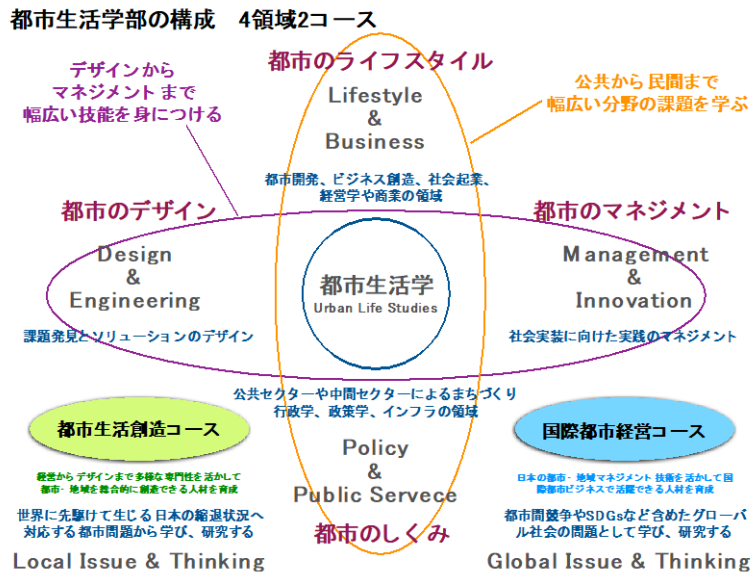 都市生活学部の構成　4領域2コース
デザインから
マネジメントまで
幅広い技能を身につける
都市のライフスタイル
Lifestyle
&
Business
公共から民間まで
幅広い分野の課題を学ぶ
都市開発、ビジネス創造、社会起業、
経営学や商業の領域
都市のデザイン
Design
&
Engineering
課題発見とソリューションのデザイン
都市生活学
Urban Life Studies
都市のマネジメント
Management
&
Innovation
社会実装に向けた実践のマネジメント
公共セクターや中間セクターによるまちづくり
行政学、政策学、インフラの領域
Policy
&
Public Servece
都市のしくみ
都市生活創造コース
経営からデザインまで多様な専門性を活かして
都市・地域を総合的に創造できる人材を育成
世界に先駆けて生じる日本の縮退状況へ
対応する都市問題から学び、研究する
Local Issue & Thinking
国際都市経営コース
日本の都市・地域マネジメント技術を活かして国
際都市ビジネスで活躍できる人材を育成
都市間競争やSDGsなど含めたグローバ
ル社会の問題として学び、研究する
Global Issue & Thinking